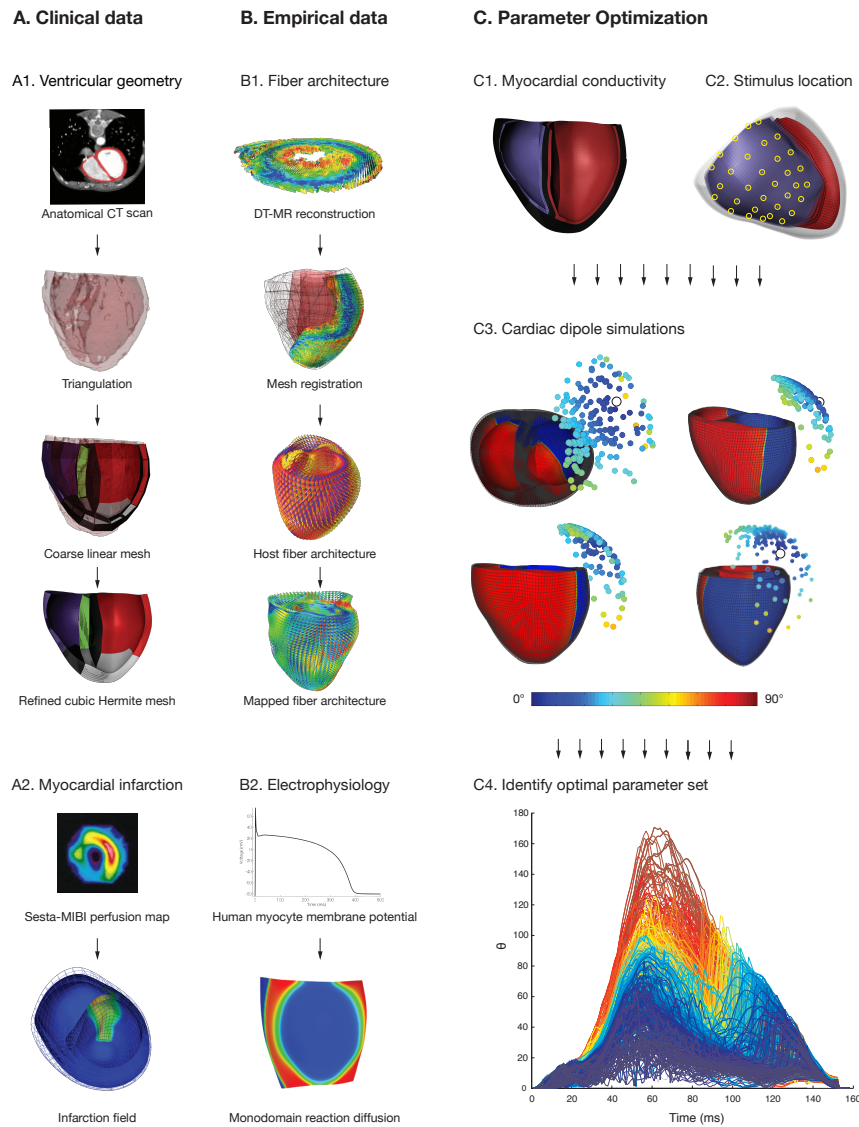 A. Clinical data
B. Empirical data
C. Parameter Optimization
A1. Ventricular geometry
B1. Fiber architecture
C1. Myocardial conductivity
C2. Stimulus location
Anatomical CT scan
DT-MR reconstruction
Triangulation
Mesh registration
C3. Cardiac dipole simulations
Coarse linear mesh
Host fiber architecture
Refined cubic Hermite mesh
Mapped fiber architecture
0°
90°
A2. Myocardial infarction
B2. Electrophysiology
C4. Identify optimal parameter set
Sesta-MIBI perfusion map
Time (ms)
Human myocyte membrane potential
Infarction field
Monodomain reaction diffusion
180
160
140
120
100
80
60
40
20
0
θ
0
20
40
60
80
100
120
140
160
Time (ms)